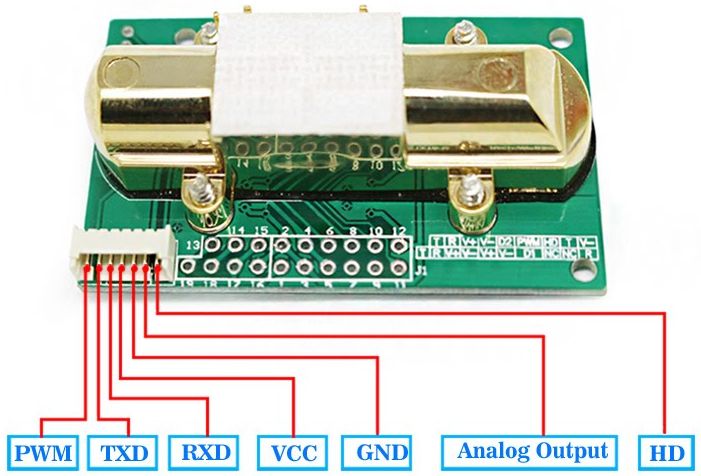 14 15 2 4 6 8 10 12
13
T R V+ V- D2 PWM HD T V-
T R V+ V- V+ V- D1 NC NC R
J1
19 18 17 16 1 3 5 7 9 11
PWM TXD RXD VCC GND Analog Output HD